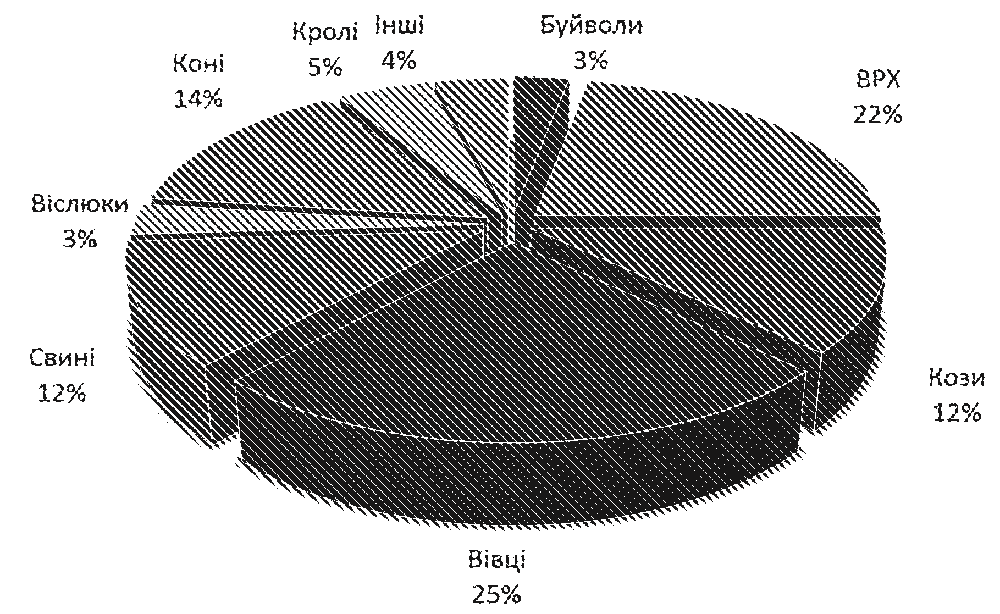 Кролі
5%
Інші
4%
Буйволи
3%
Коні
14%
ВРХ
22%
Віслюки
3%
Свині
12%
Кози
12%
Вівці
25%